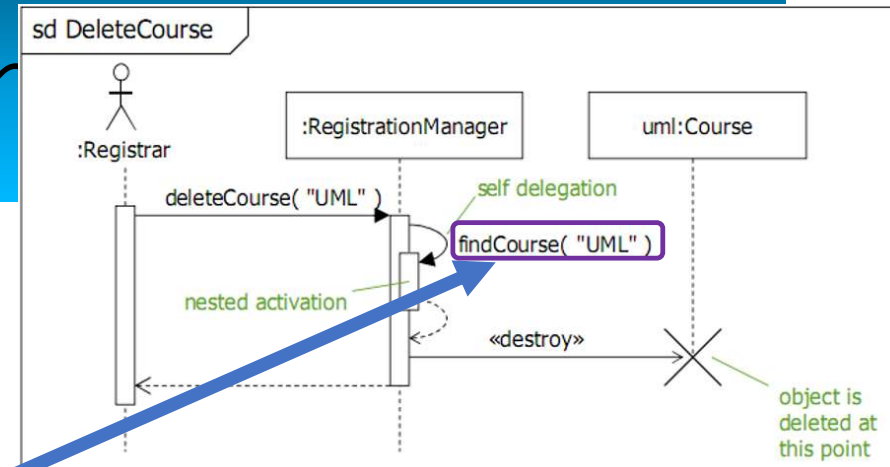 sd DeleteCourse
:Registrar
:RegistrationManager
uml:Course
deleteCourse( "UML" )
self delegation
findCourse( "UML" )
nested activation
«destroy»
object is
deleted at
this point